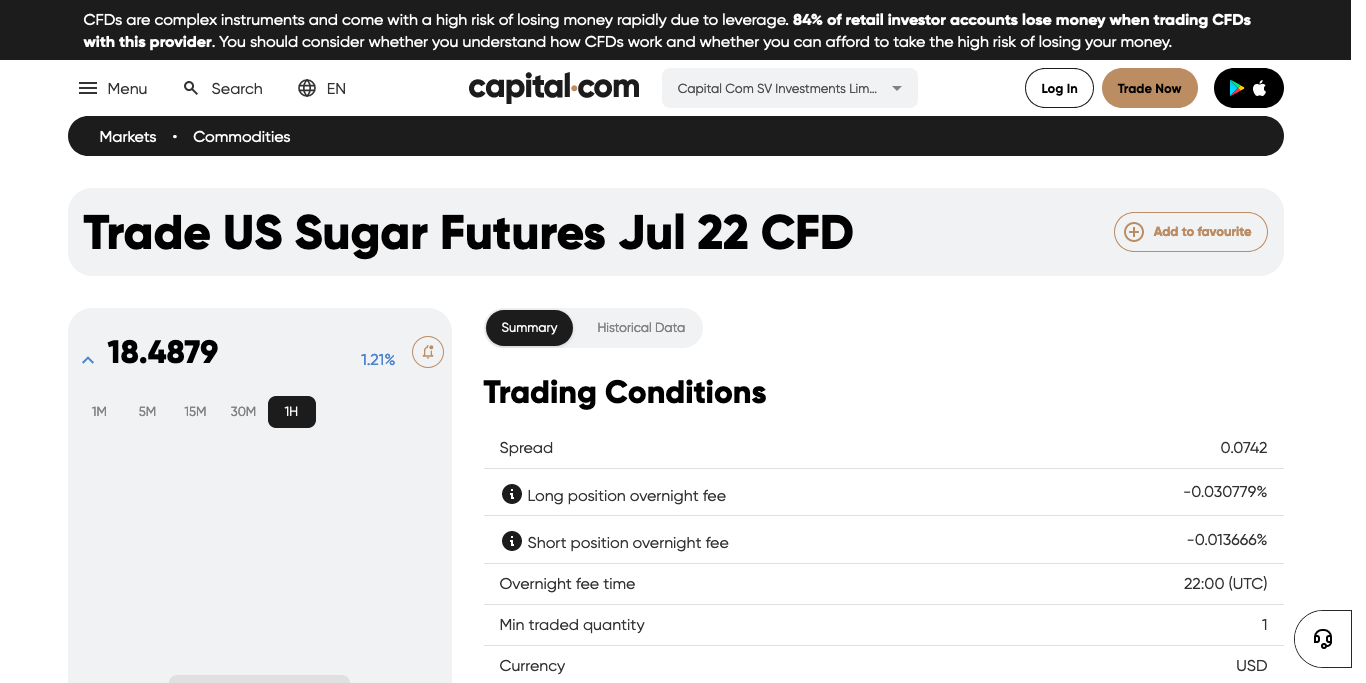 CFDs are complex instruments and come with a high risk of losing money rapidly due to leverage. 84% of retail investor accounts lose money when trading CFDs
with this provider. You should consider whether you understand how CFDs work and whether you can afford to take the high risk of losing your money.
Menu Search EN capital.com Capital Com SV Investments Lim... Log In Trade Now
Markets • Commodities
Trade US Sugar Futures Jul 22 CFD Add to favourite
18.4879 1.21%
1M 5M 15M 30M 1H
Summary Historical Data
Trading Conditions
Spread 0.0742
Long position overnight fee -0.030779%
Short position overnight fee -0.013666%
Overnight fee time 22:00 (UTC)
Min traded quantity 1
Currency USD